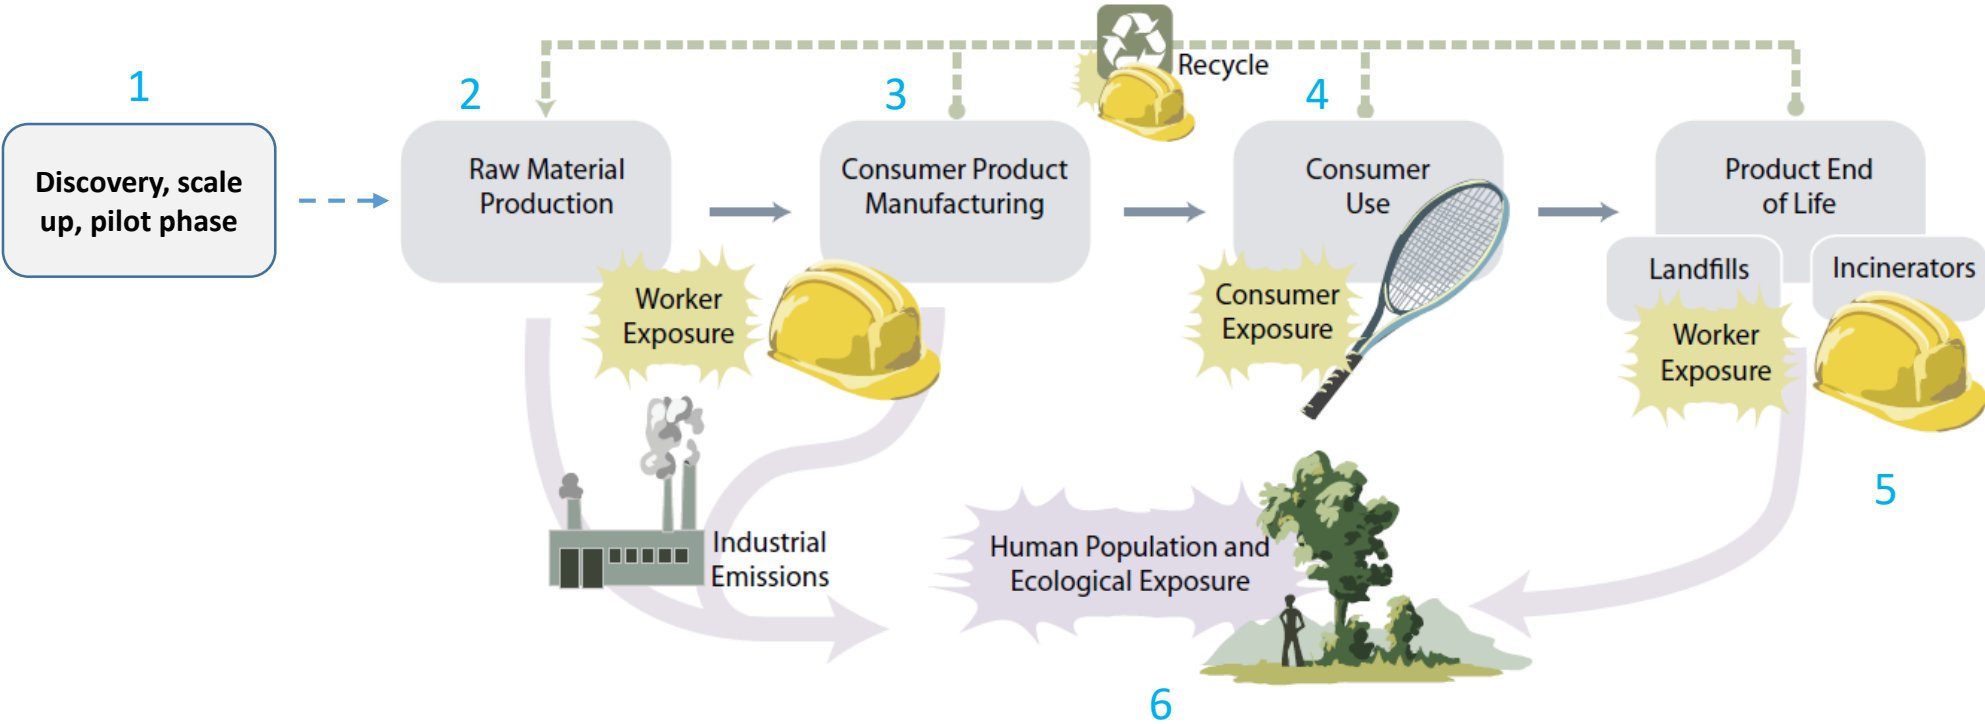 1
Discovery, scale
up, pilot phase
2
Raw Material
Production
3
Consumer Product
Manufacturing
Recycle
4
Consumer
Use
Product End
of Life
Landfills
Incinerators
Worker
Exposure
Consumer
Exposure
Worker
Exposure
5
Industrial
Emissions
Human Population and
Ecological Exposure
6